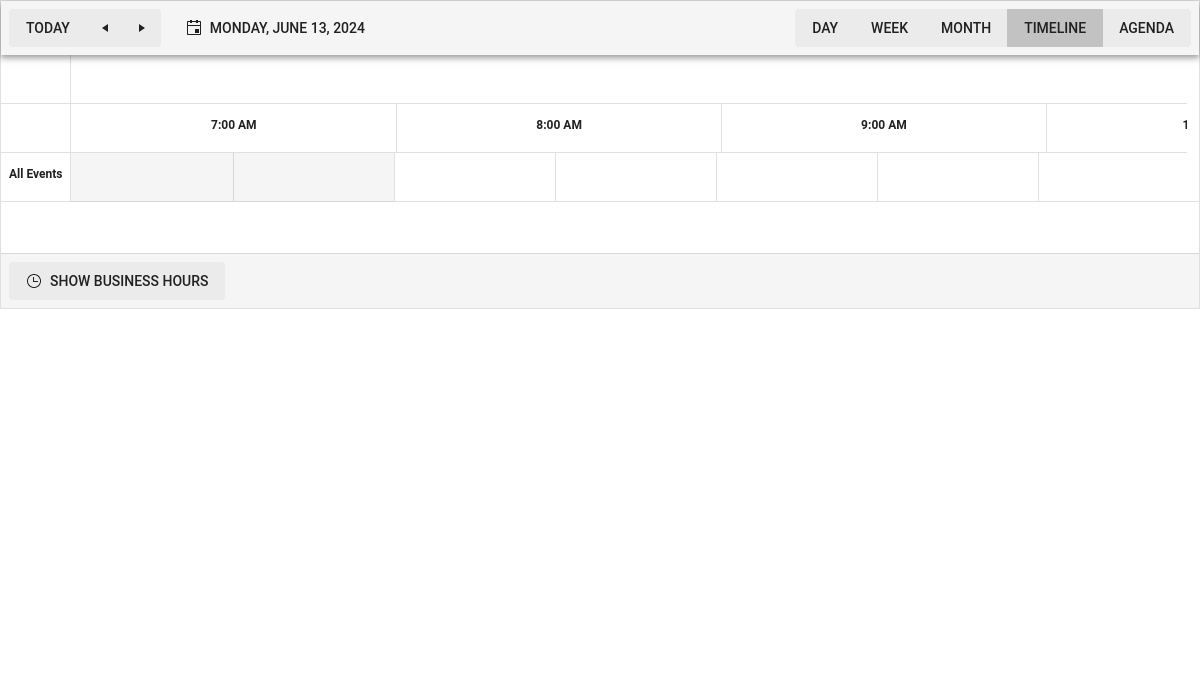 TODAY MONDAY, JUNE 13, 2024 DAY WEEK MONTH TIMELINE AGENDA
7:00 AM 8:00 AM 9:00 AM 1
All Events
SHOW BUSINESS HOURS